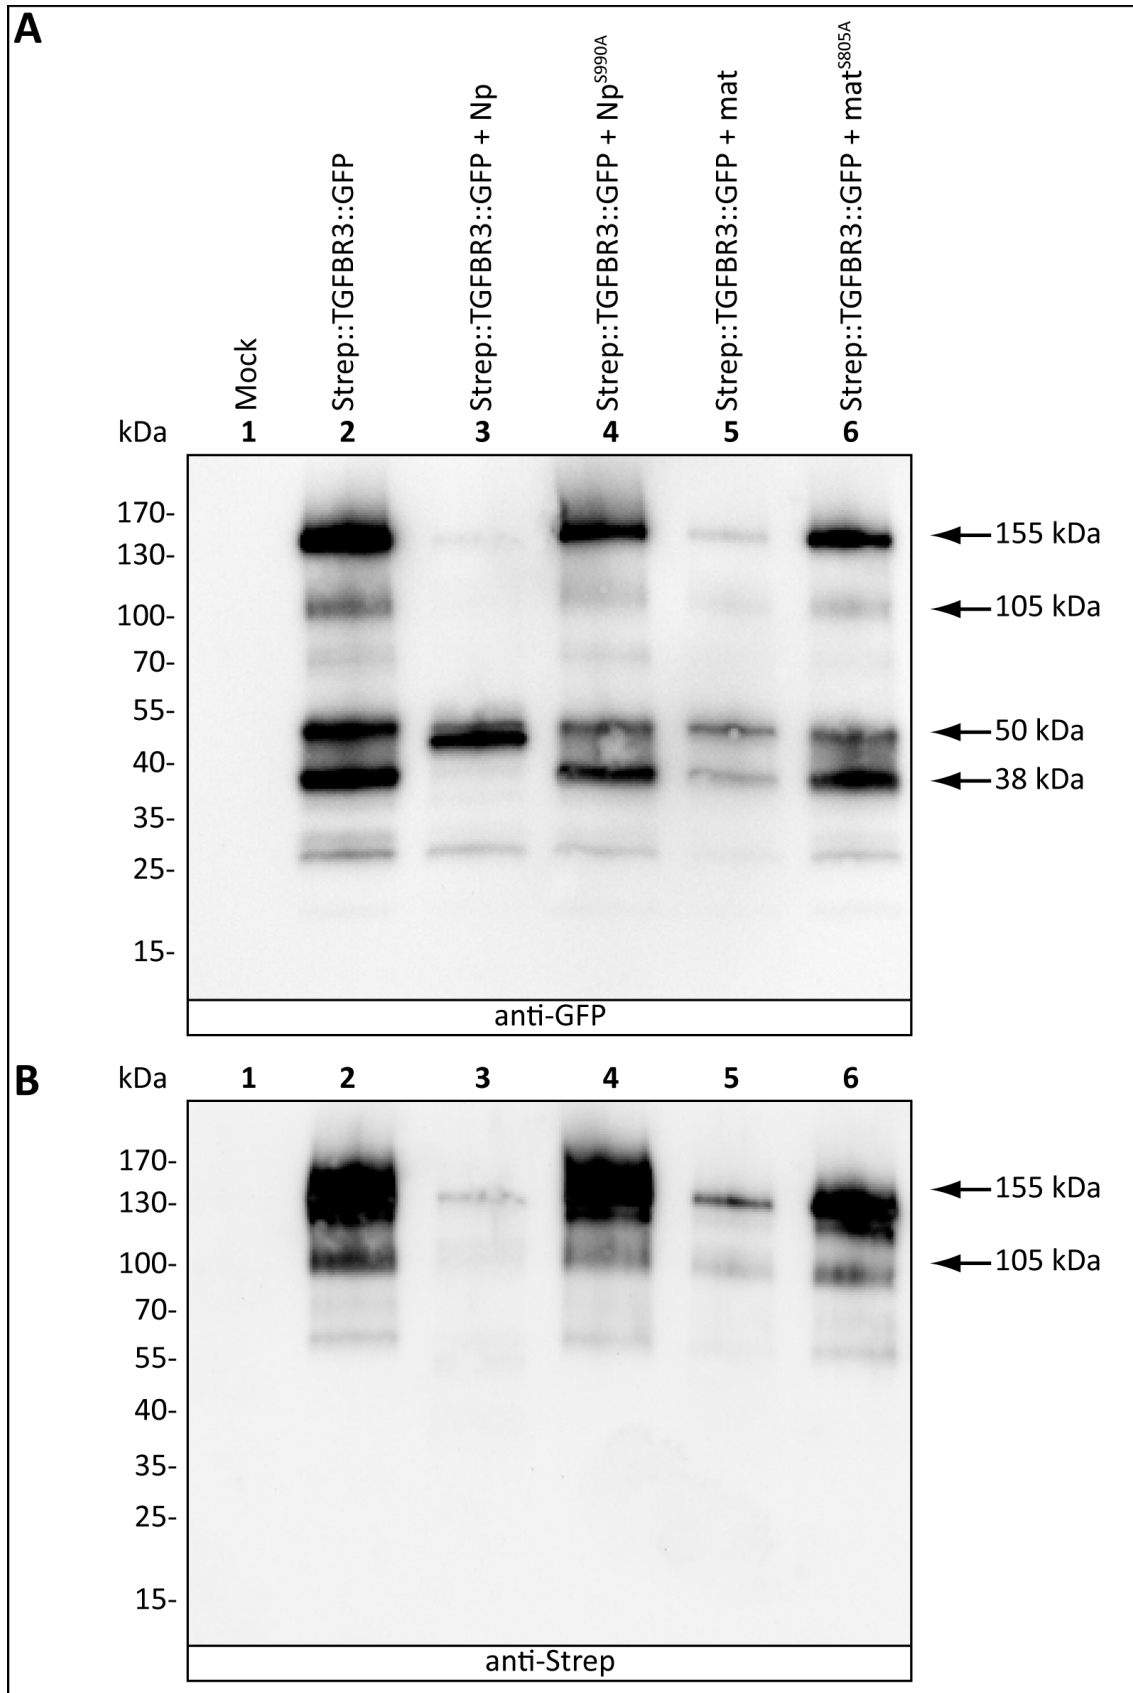 A
Mock
Strep::TGFBR3::GFP
Strep::TGFBR3::GFP + Np
Strep::TGFBR3::GFP + Np^S990A
Strep::TGFBR3::GFP + mat
Strep::TGFBR3::GFP + mat^S805A
kDa 1 2 3 4 5 6
170-
130-
100-
70-
55-
40-
35-
25-
15-
155 kDa
105 kDa
50 kDa
38 kDa
anti-GFP
B
kDa 1 2 3 4 5 6
170-
130-
100-
70-
55-
40-
35-
25-
15-
155 kDa
105 kDa
anti-Strep